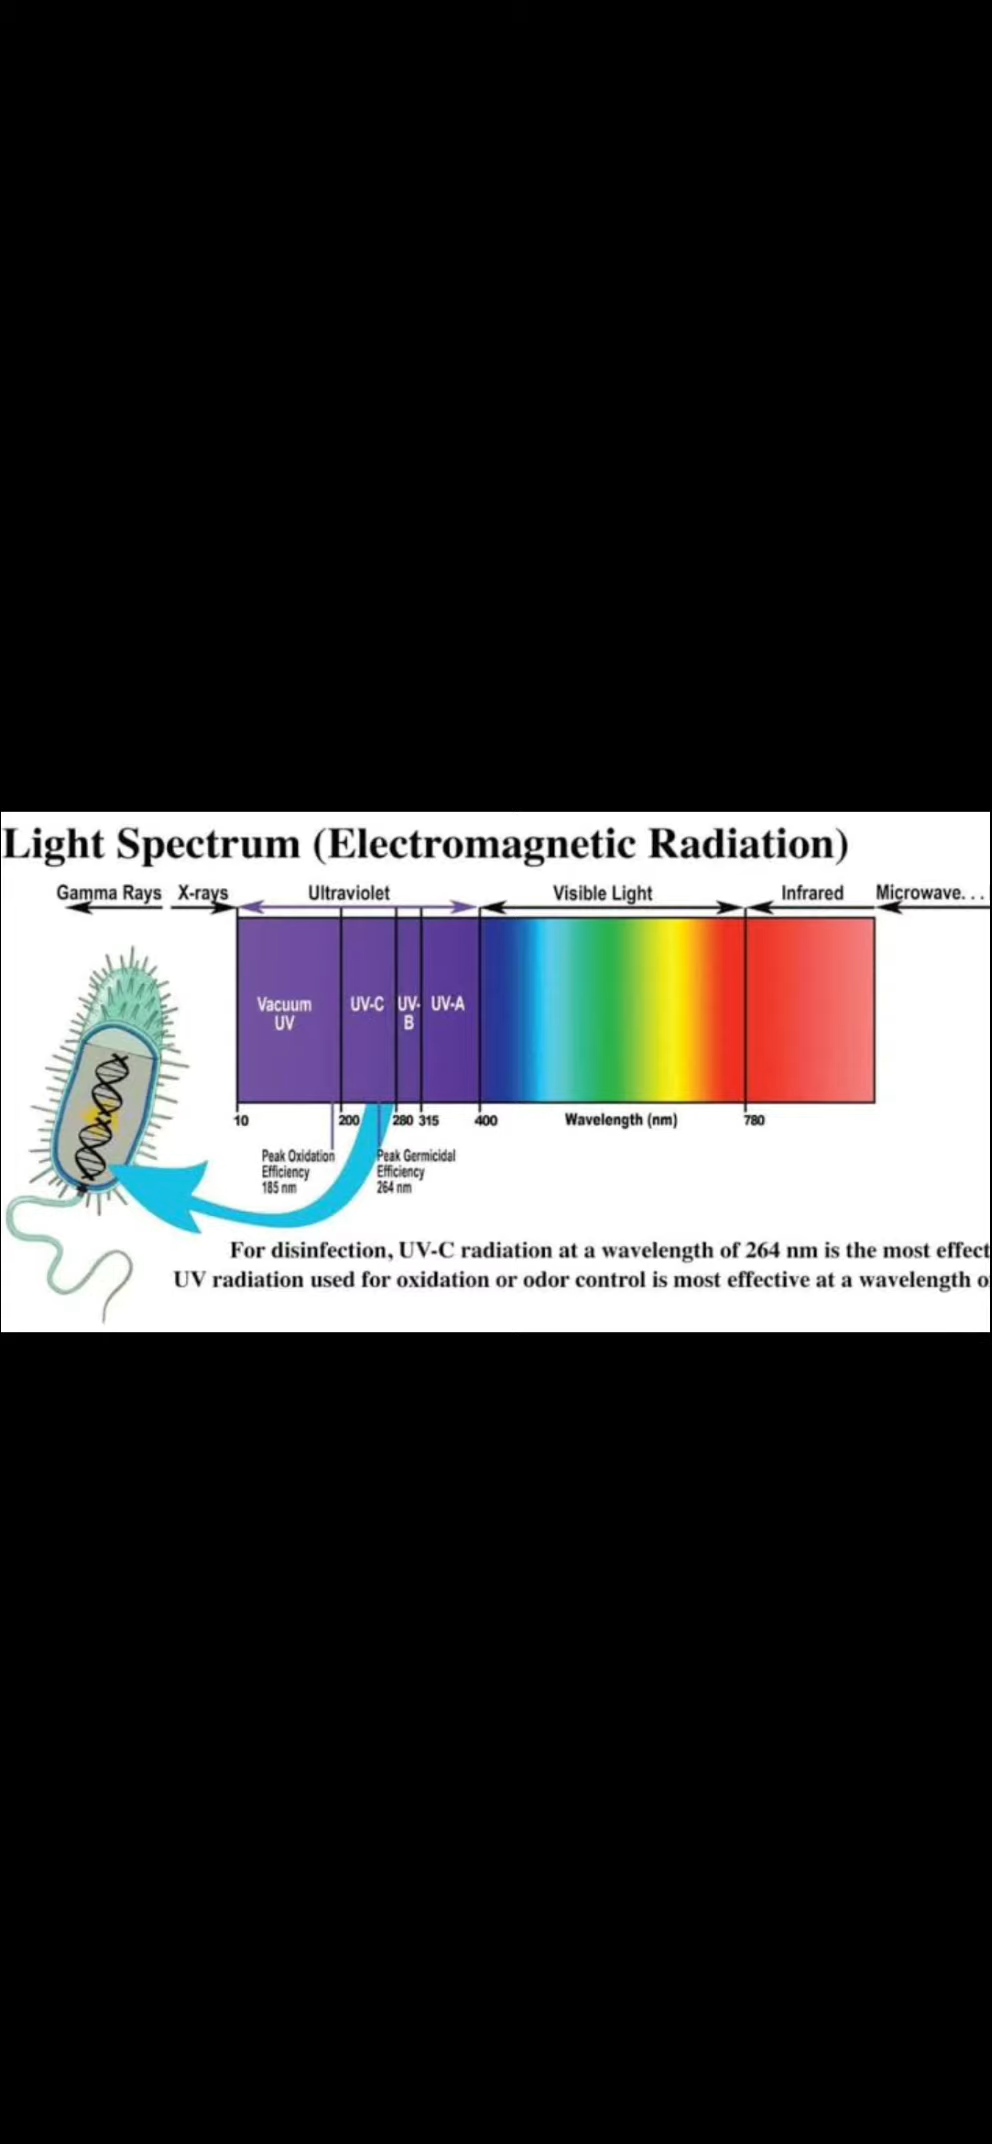 Light Spectrum (Electromagnetic Radiation)
Gamma Rays X-rays Ultraviolet Visible Light Infrared Microwave. . .
Vacuum
UV
UV-C
UV-
B
UV-A
10 200 280 315 400 Wavelength (nm) 780
Peak Oxidation
Efficiency
185 nm
Peak Germicidal
Efficiency
264 nm
For disinfection, UV-C radiation at a wavelength of 264 nm is the most effect
UV radiation used for oxidation or odor control is most effective at a wavelength o